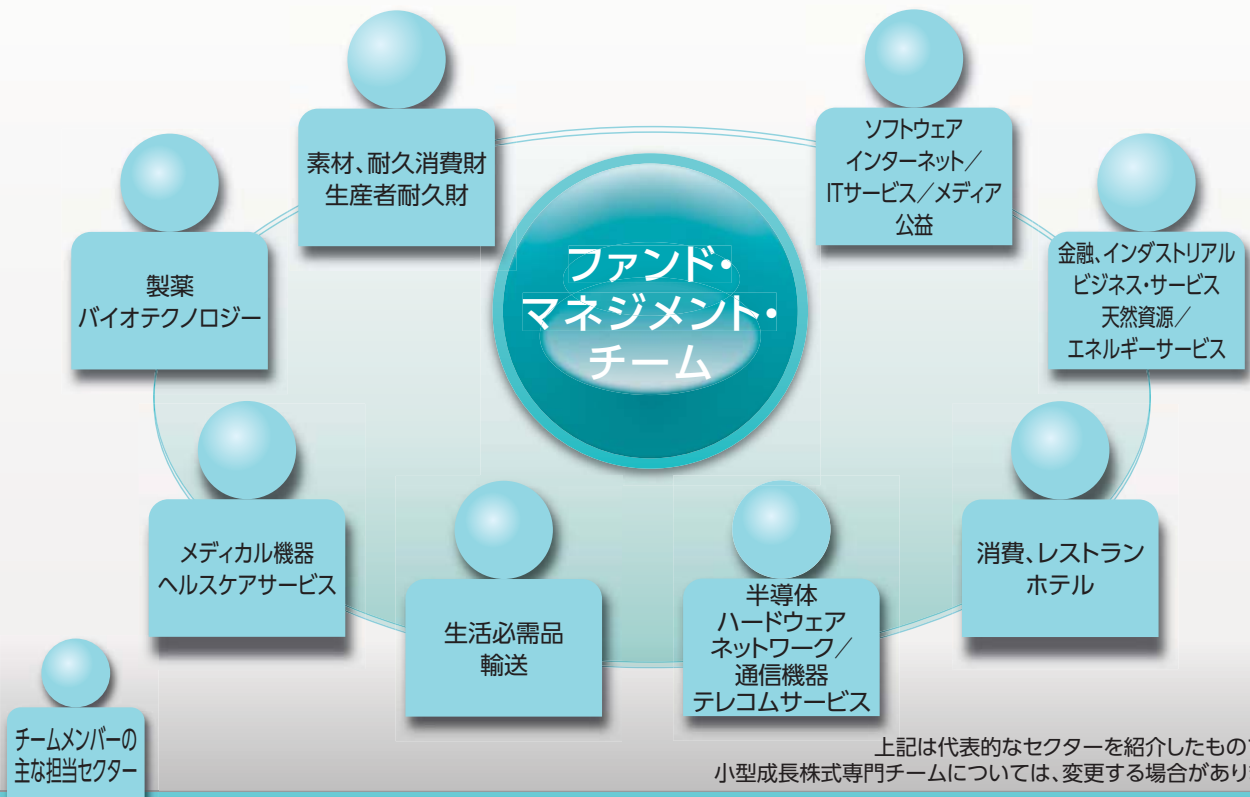 素材、耐久消費財
生産者耐久財
ソフトウェア
インターネット／
ITサービス／メディア
公益
製薬
バイオテクノロジー
ファンド・
マネジメント・
チーム
金融、インダストリアル
ビジネス・サービス
天然資源／
エネルギーサービス
メディカル機器
ヘルスケアサービス
生活必需品
輸送
半導体
ハードウェア
ネットワーク／
通信機器
テレコムサービス
消費、レストラン
ホテル
チームメンバーの
主な担当セクター
上記は代表的なセクターを紹介したもので
小型成長株式専門チームについては、変更する場合があり